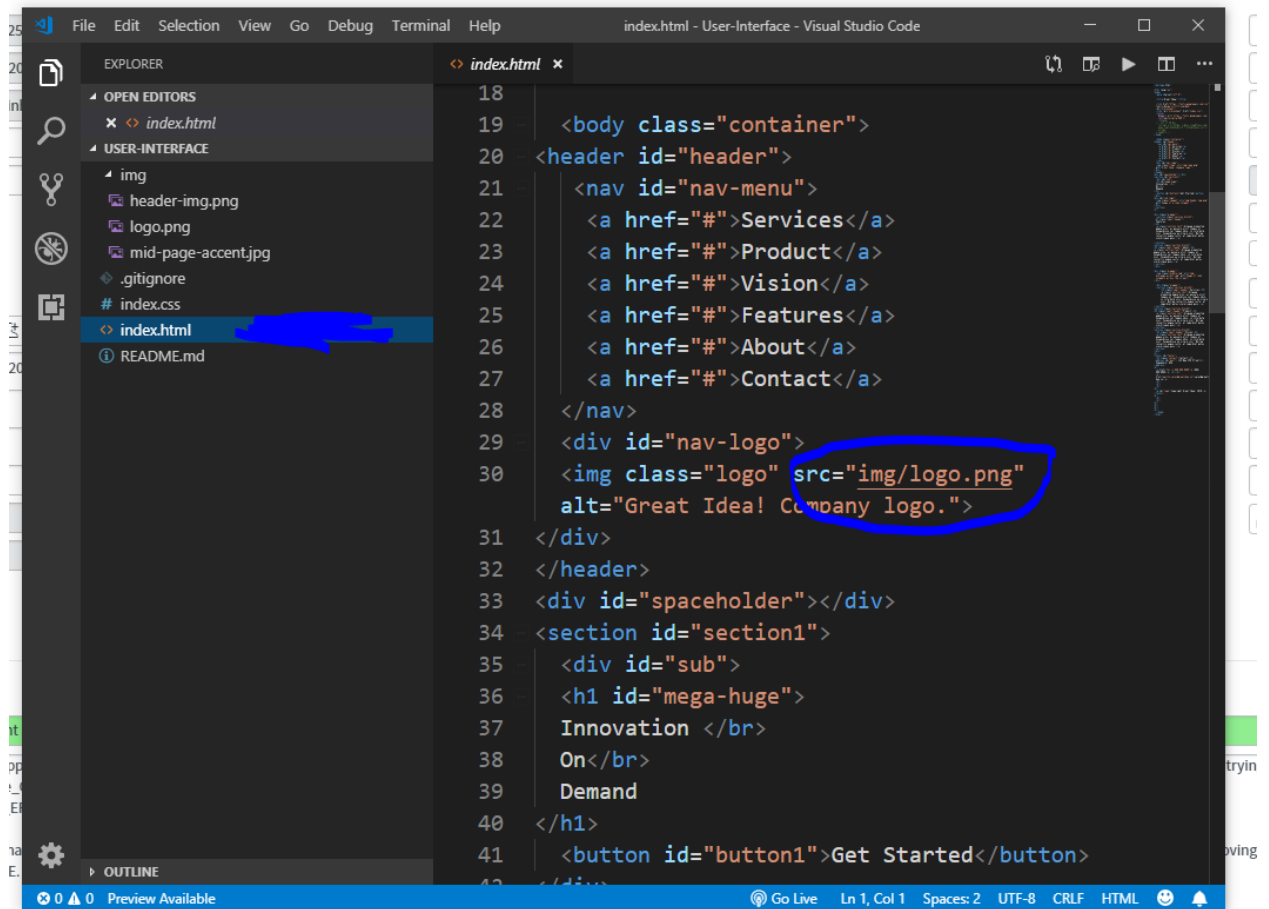 File Edit Selection View Go Debug Terminal Help index.html - User-Interface - Visual Studio Code
EXPLORER
OPEN EDITORS
index.html
USER-INTERFACE
img
header-img.png
logo.png
mid-page-accent.jpg
.gitignore
# index.css
<> index.html
README.md
OUTLINE
<> index.html
18
19 <body class="container">
20 <header id="header">
21 <nav id="nav-menu">
22 <a href="#">Services</a>
23 <a href="#">Product</a>
24 <a href="#">Vision</a>
25 <a href="#">Features</a>
26 <a href="#">About</a>
27 <a href="#">Contact</a>
28 </nav>
29 <div id="nav-logo">
30 <img class="logo" src="img/logo.png"
alt="Great Idea! Company logo.">
31 </div>
32 </header>
33 <div id="spaceholder"></div>
34 <section id="section1">
35 <div id="sub">
36 <h1 id="mega-huge">
37 Innovation </br>
38 On</br>
39 Demand
40 </h1>
41 <button id="button1">Get Started</button>
0 0 Preview Available Go Live Ln 1, Col 1 Spaces: 2 UTF-8 CRLF HTML